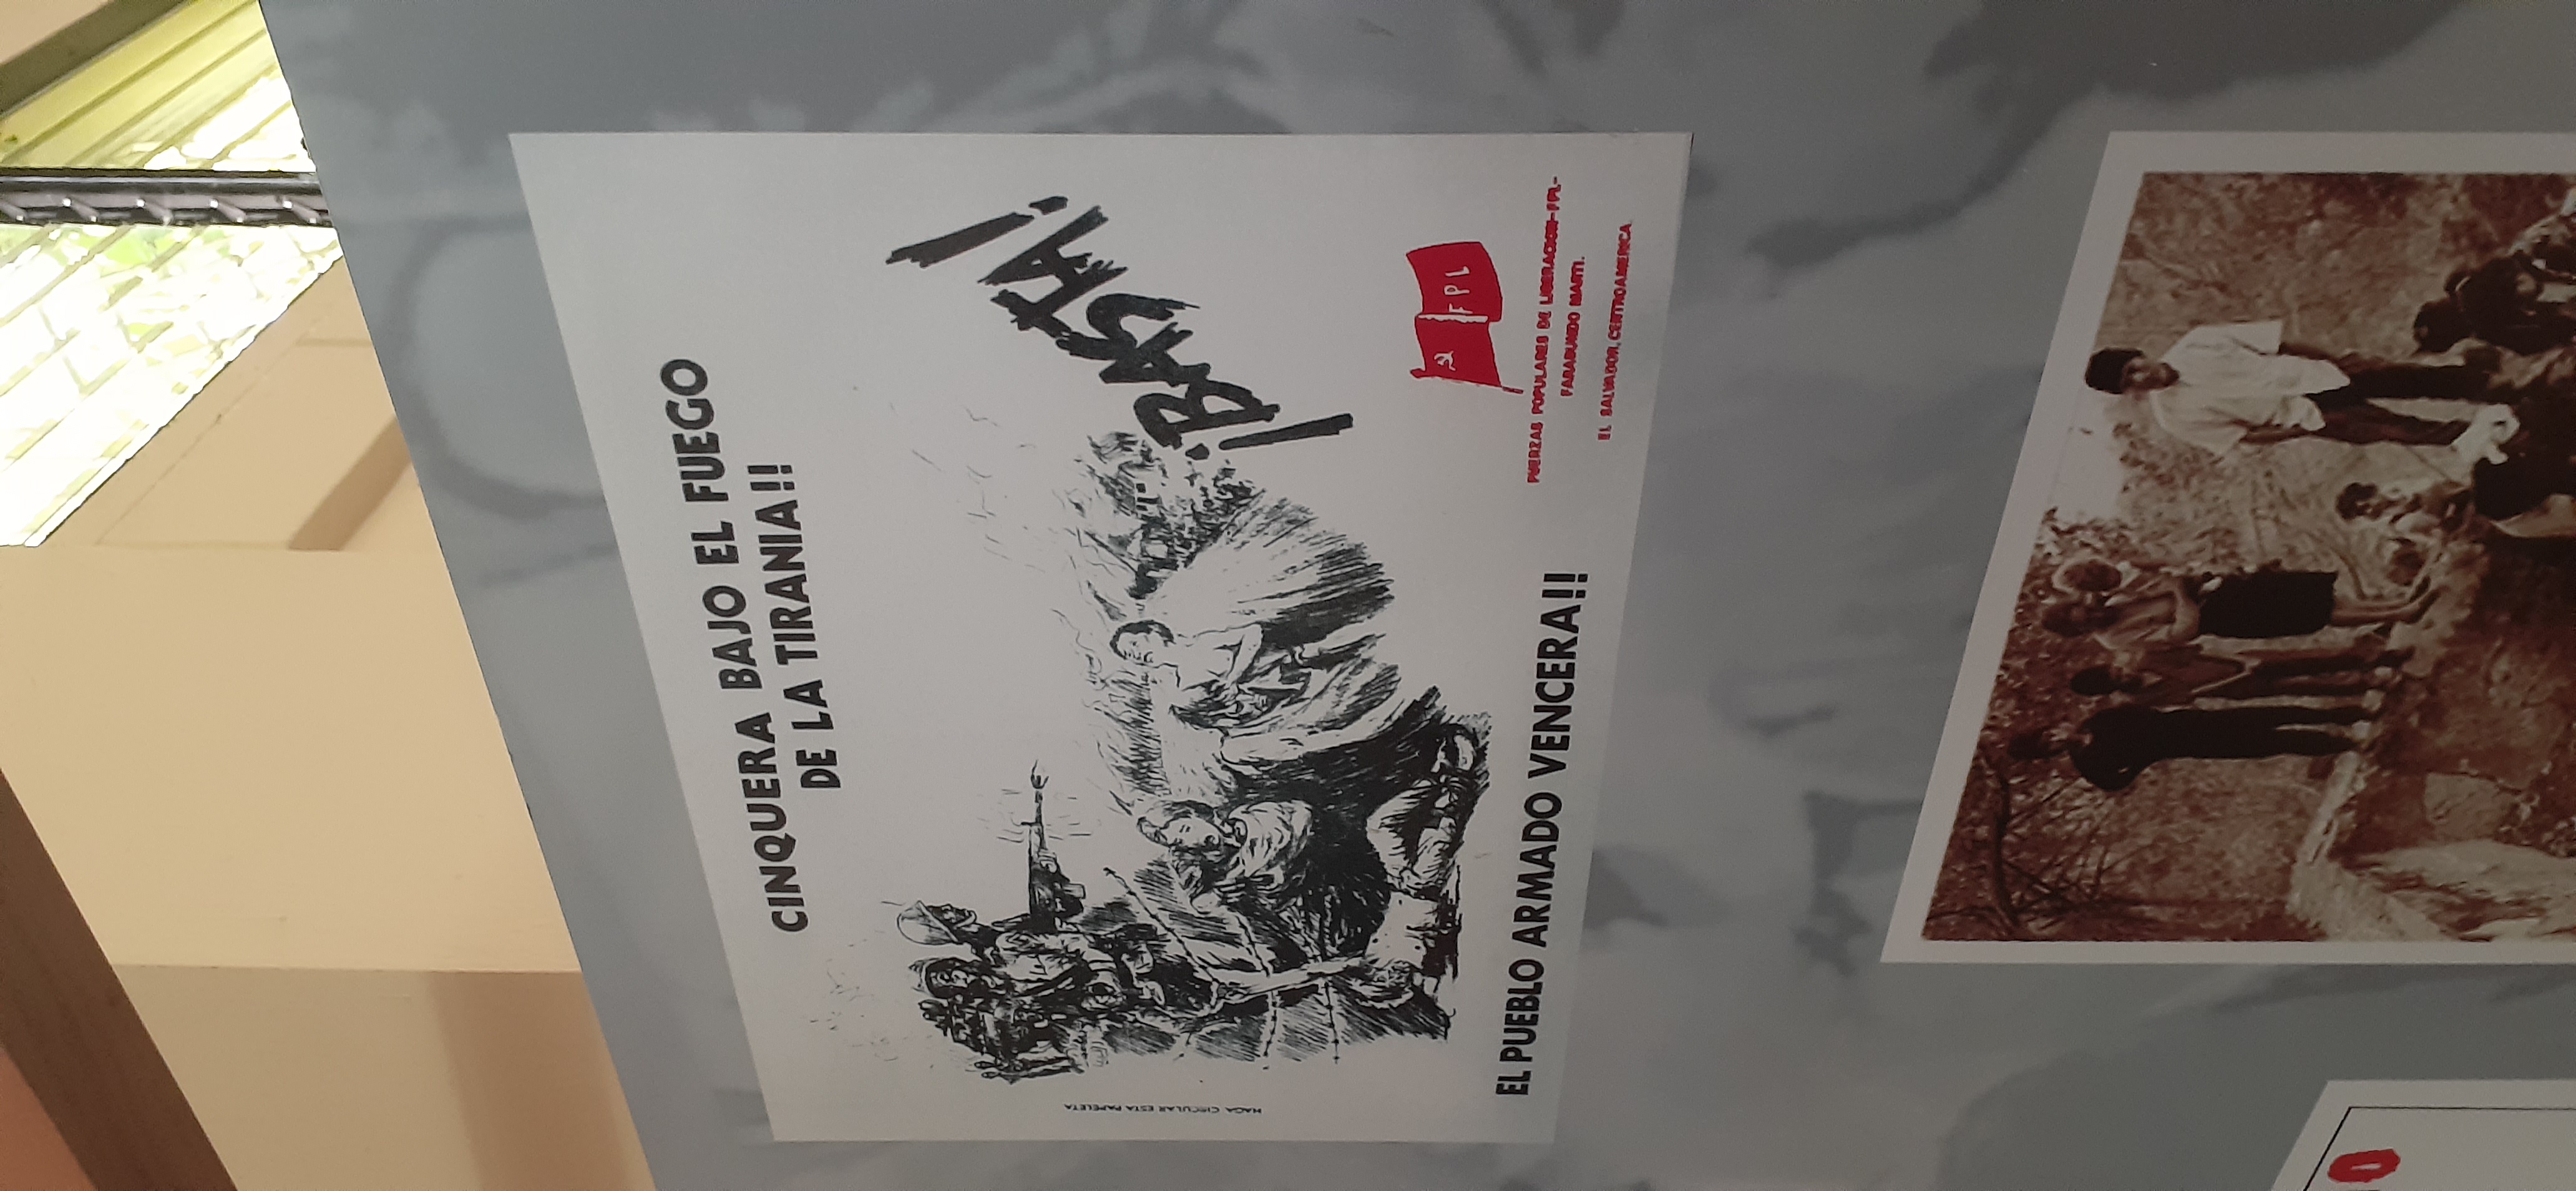 CINQUERA BAJO EL FUEGO
DE LA TIRANIA!!
HAGA CIRCULAR ESTA PAPELETA
¡BASTA!
FPL
EL PUEBLO ARMADO VENCERA!!
FUERZAS POPULARES DE LIBERACION-FPL-
FARABUNDO MARTI.
EL SALVADOR, CENTROAMERICA
O